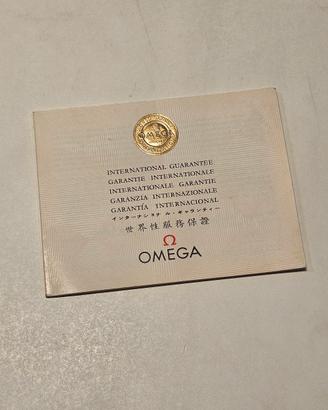 OMEGA
INTERNATIONAL GUARANTEE
GARANTIE INTERNATIONALE
INTERNATIONALE GARANTIE
GARANZIA INTERNAZIONALE
GARANTÍA INTERNACIONAL
インターナショナル・ギャランティー
世界性服務保證
Ω
OMEGA